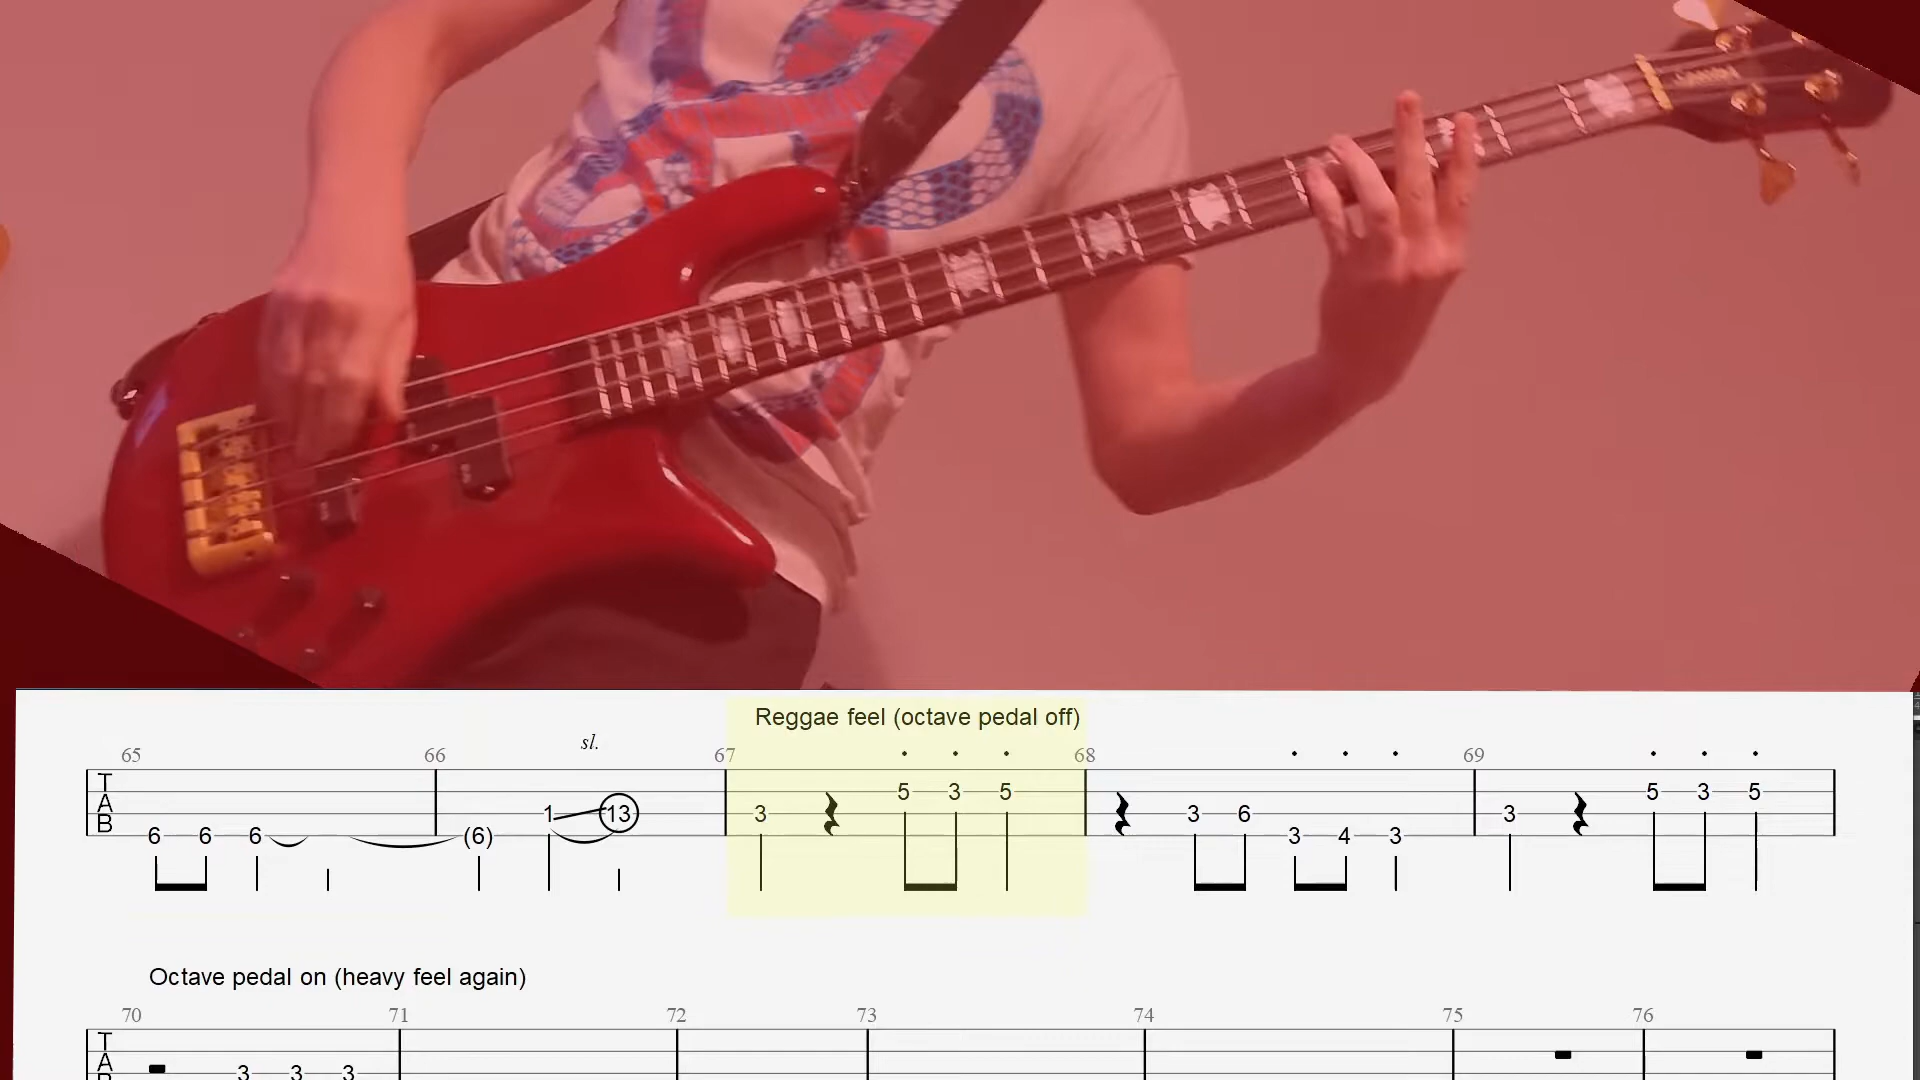 Reggae feel (octave pedal off)
65 66 sl. 67 68 69
T
A
B
6 6 6 (6) 1 13 3 5 3 5 3 6 3 4 3 3 5 3 5
Octave pedal on (heavy feel again)
70 71 72 73 74 75 76
T
A
B
3 3 3